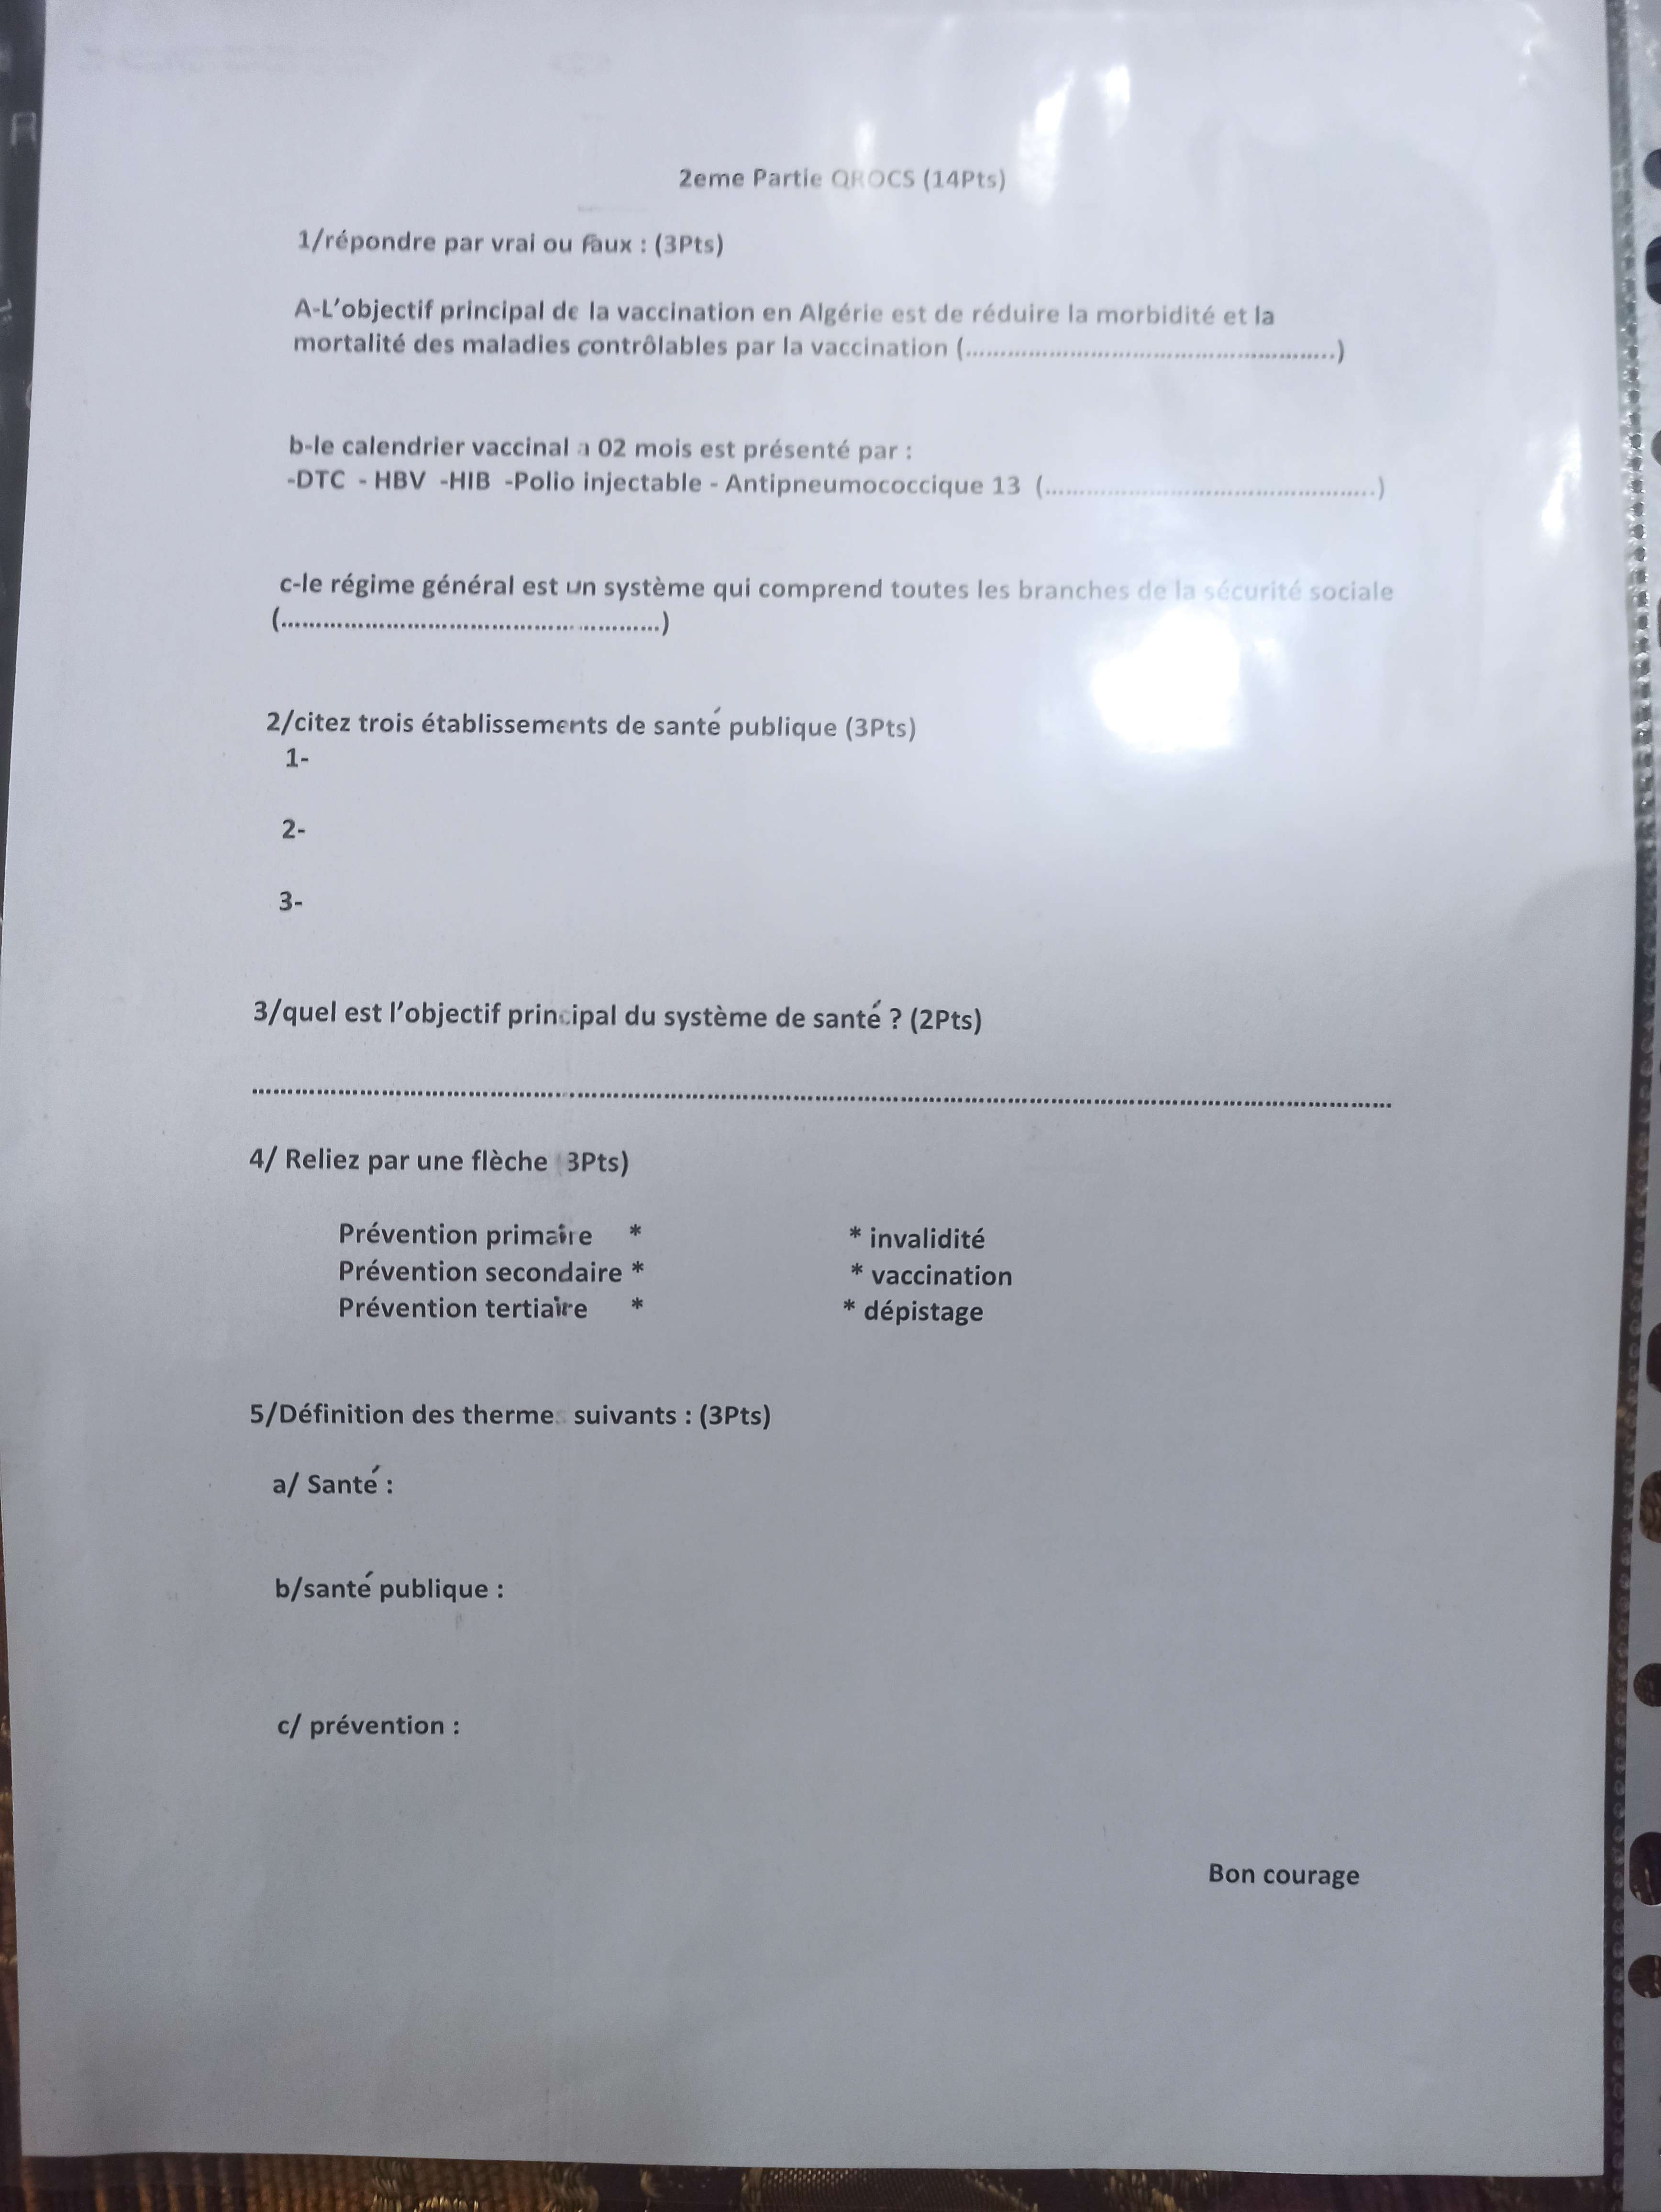 2eme Partie QROCS (14Pts)
1/répondre par vrai ou faux : (3Pts)
A-L'objectif principal de la vaccination en Algérie est de réduire la morbidité et la
mortalité des maladies contrôlables par la vaccination (.....................................................)
b-le calendrier vaccinal a 02 mois est présenté par :
-DTC - HBV -HIB -Polio injectable - Antipneumococcique 13 (................................................)
c-le régime général est un système qui comprend toutes les branches de la sécurité sociale
(......................................................)
2/citez trois établissements de santé publique (3Pts)
1-
2-
3-
3/quel est l'objectif principal du système de santé ? (2Pts)
................................................................................................................................................................
4/ Reliez par une flèche (3Pts)
Prévention primaire * * invalidité
Prévention secondaire * * vaccination
Prévention tertiaire * * dépistage
5/Définition des thermes suivants : (3Pts)
a/ Santé :
b/santé publique :
c/ prévention :
Bon courage